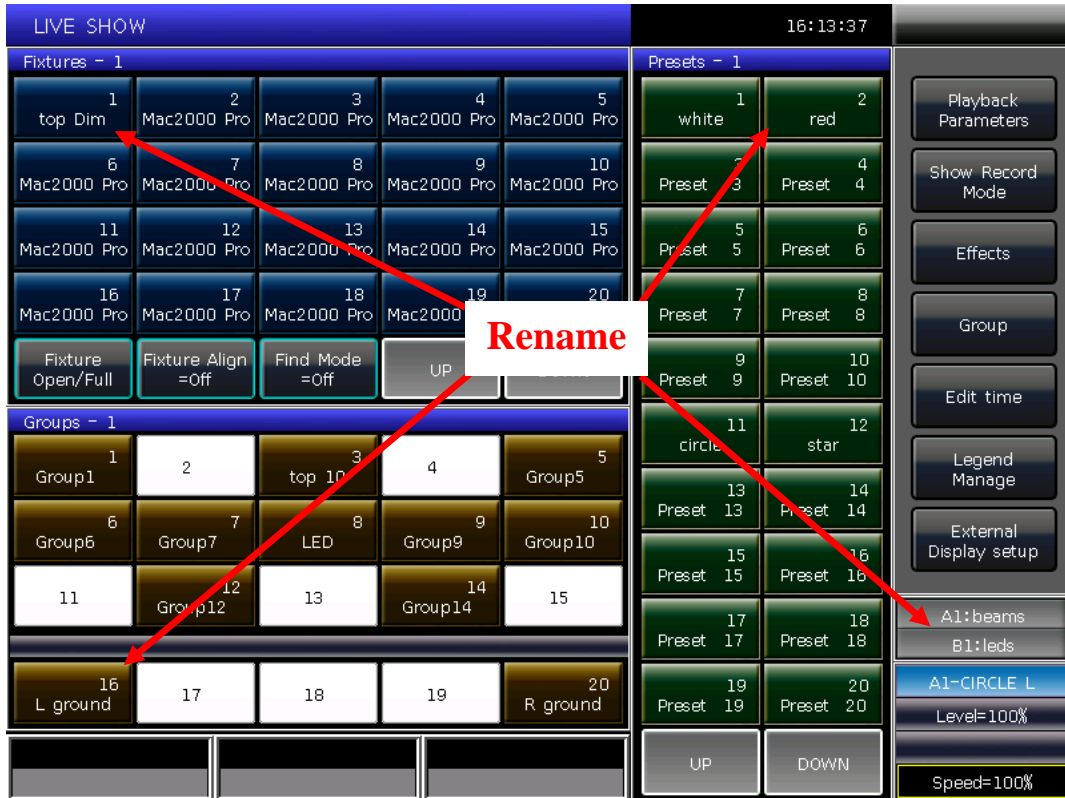 LIVE SHOW
16:13:37
Fixtures - 1
1
top Dim
2
Mac2000 Pro
3
Mac2000 Pro
4
Mac2000 Pro
5
Mac2000 Pro
6
Mac2000 Pro
7
Mac2000 Pro
8
Mac2000 Pro
9
Mac2000 Pro
10
Mac2000 Pro
11
Mac2000 Pro
12
Mac2000 Pro
13
Mac2000 Pro
14
Mac2000 Pro
15
Mac2000 Pro
16
Mac2000 Pro
17
Mac2000 Pro
18
Mac2000 Pro
19
Mac2000
20
Fixture
Open/Full
Fixture Align
=Off
Find Mode
=Off
UP
Rename
Groups - 1
1
Group1
2
3
top 10
4
5
Group5
6
Group6
7
Group7
8
LED
9
Group9
10
Group10
11
12
Group12
13
14
Group14
15
16
L ground
17
18
19
20
R ground
Presets - 1
1
white
2
red
3
Preset 3
4
Preset 4
5
Preset 5
6
Preset 6
7
Preset 7
8
Preset 8
9
Preset 9
10
Preset 10
11
circle
12
star
13
Preset 13
14
Preset 14
15
Preset 15
16
Preset 16
17
Preset 17
18
Preset 18
19
Preset 19
20
Preset 20
UP
DOWN
Playback
Parameters
Show Record
Mode
Effects
Group
Edit time
Legend
Manage
External
Display setup
A1:beams
B1:leds
A1-CIRCLE L
Level=100%
Speed=100%